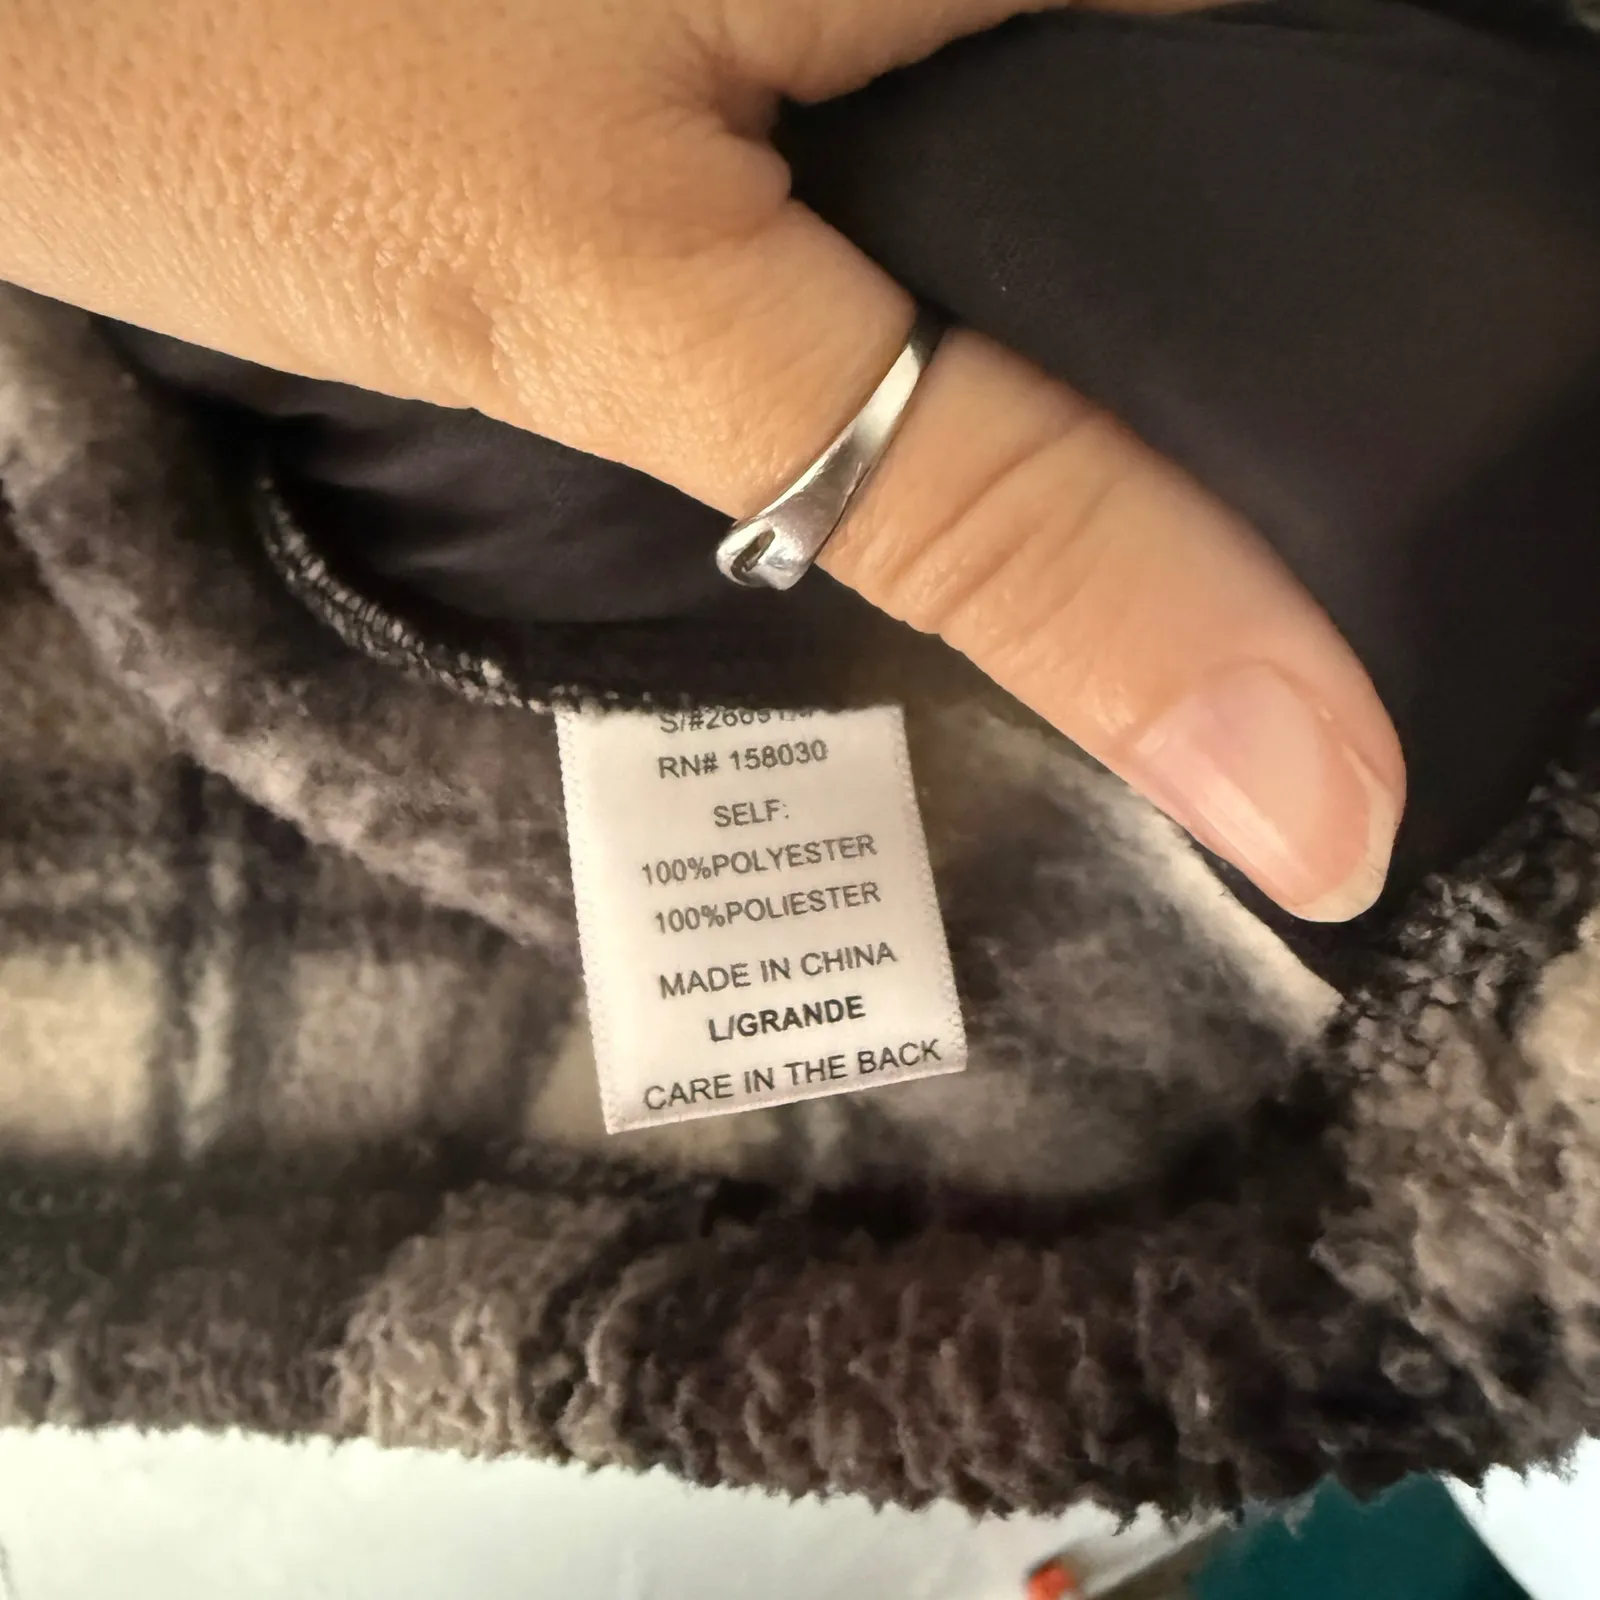 RN# 158030
SELF:
100%POLYESTER
100%POLIESTER
MADE IN CHINA
L/GRANDE
CARE IN THE BACK